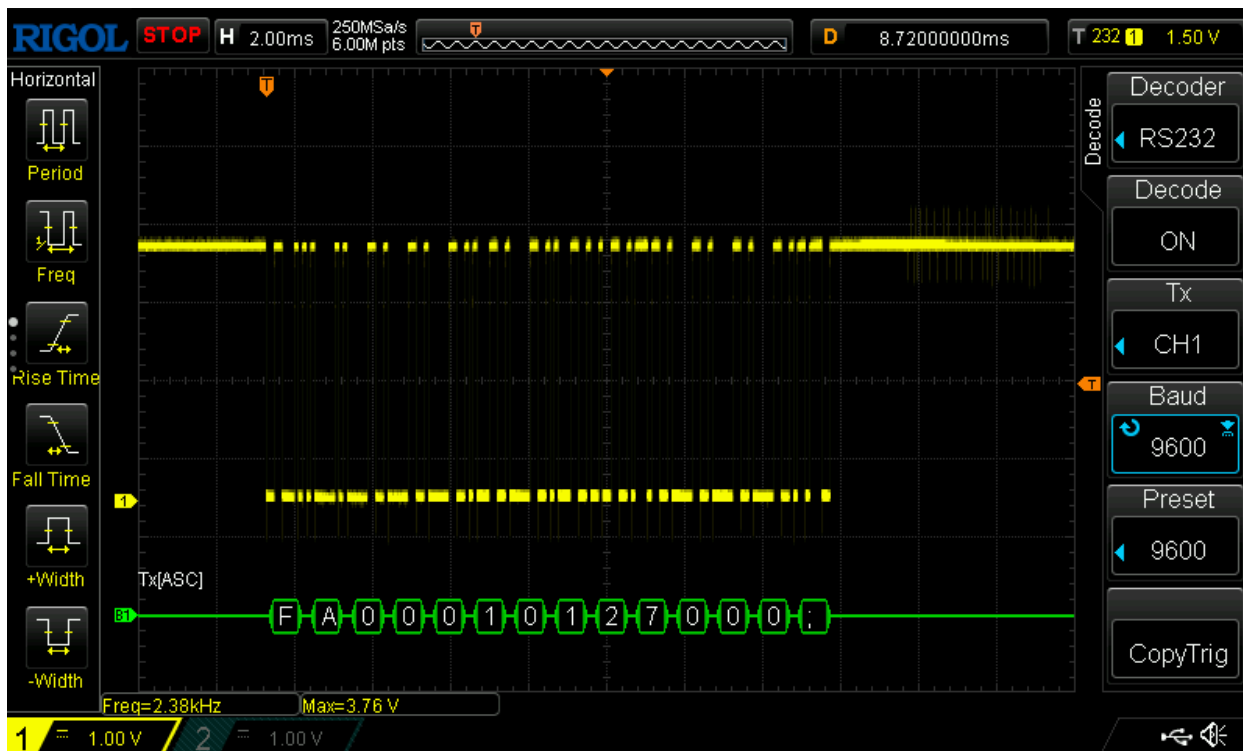 RIGOL STOP H 2.00ms 250MSa/s 6.00M pts T D 8.72000000ms T 232 1 1.50 V
Horizontal
Period
Freq
Rise Time
Fall Time
+Width
-Width
T
T
1
Tx[ASC]
B1 F A 0 0 0 1 0 1 2 7 0 0 0 ;
Decode
Decoder
RS232
Decode
ON
Tx
CH1
Baud
9600
Preset
9600
CopyTrig
Freq=2.38kHz Max=3.76 V
1 = 1.00 V 2 = 1.00 V